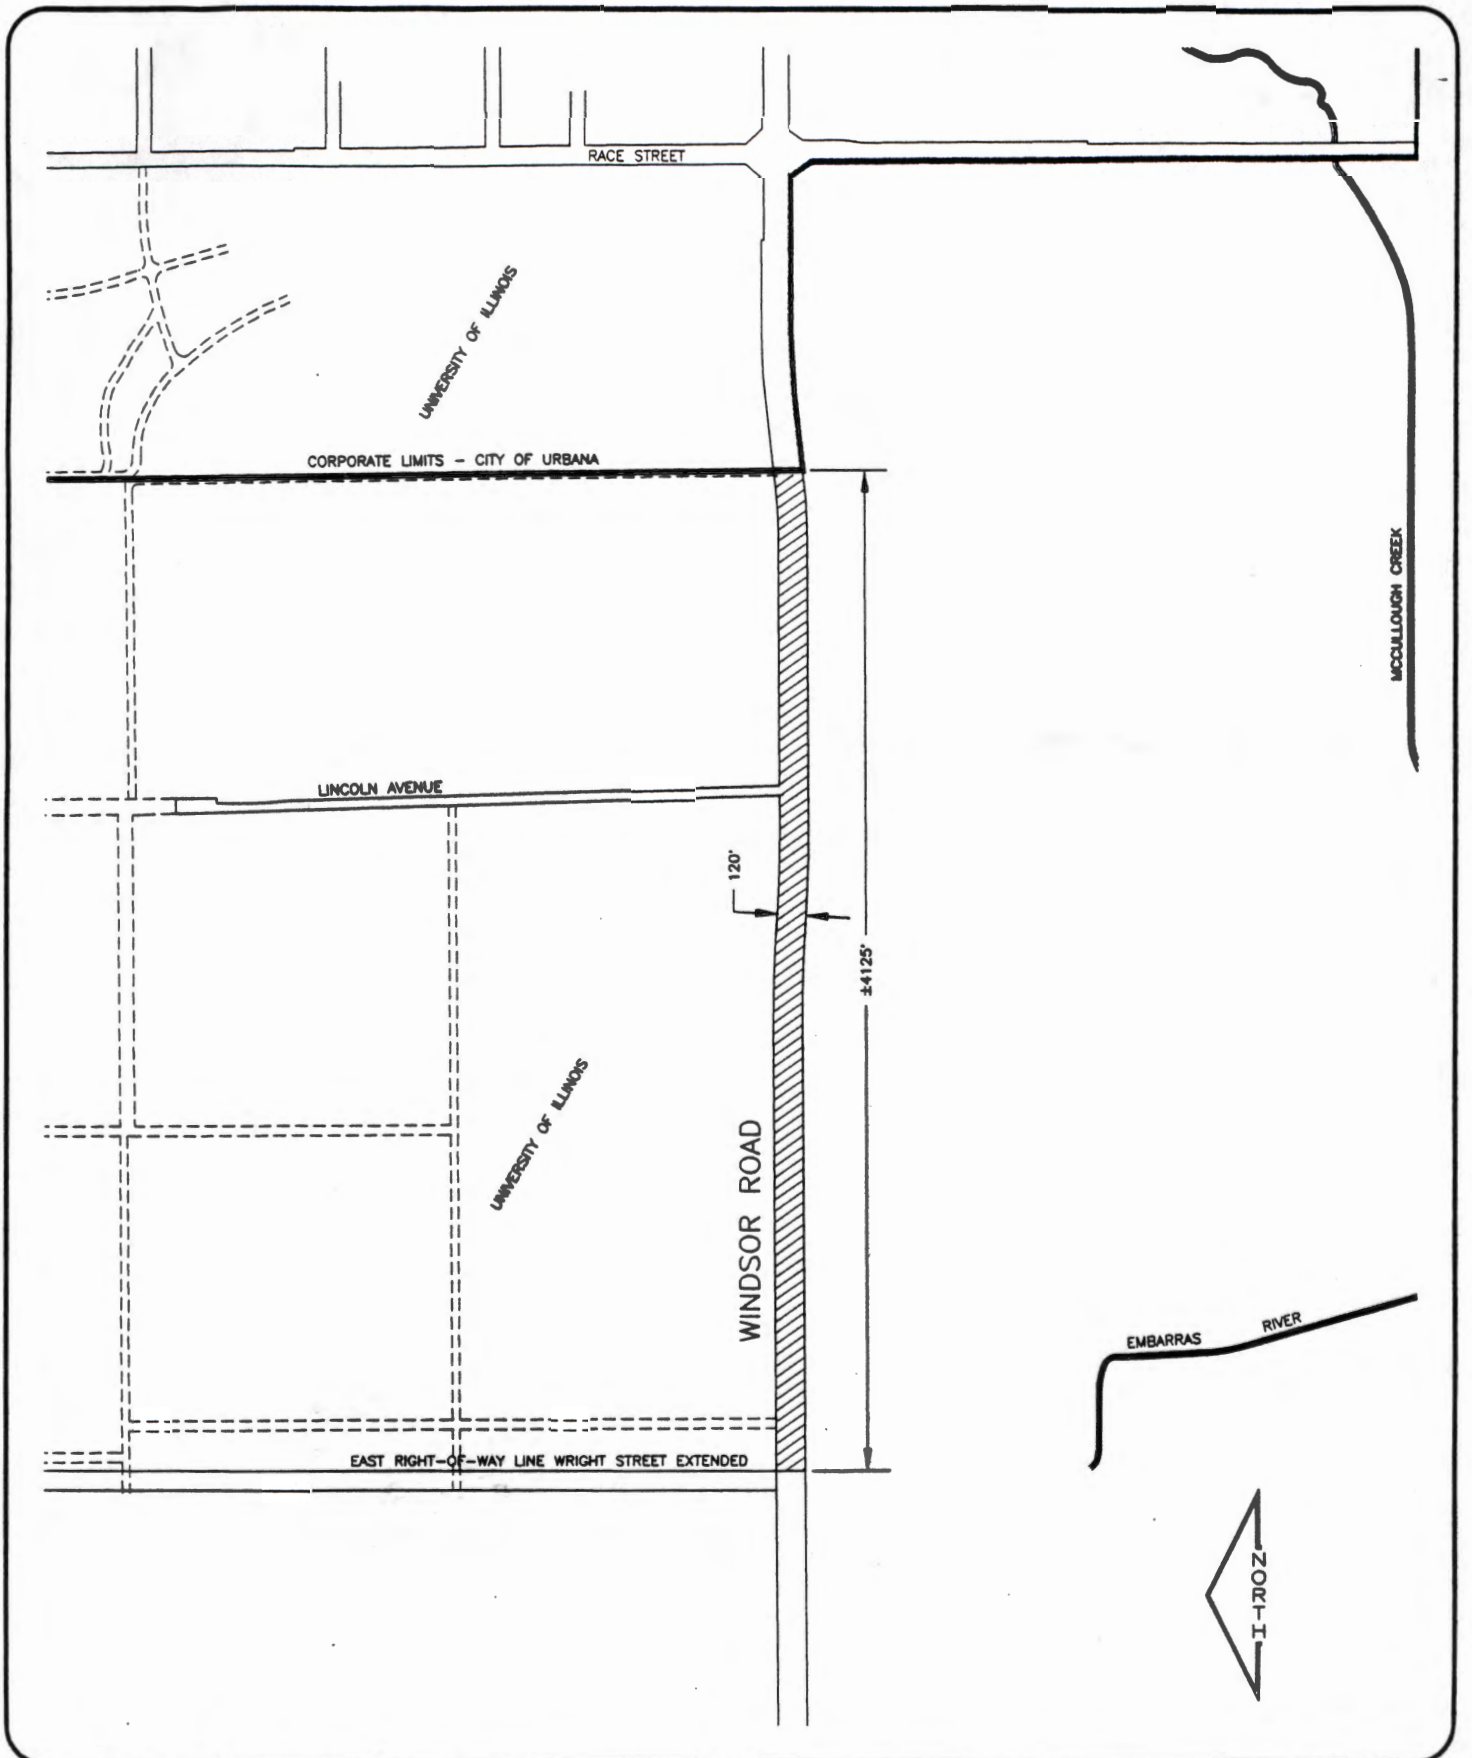 RACE STREET
UNIVERSITY OF ILLINOIS
CORPORATE LIMITS - CITY OF URBANA
MCCULLOUGH CREEK
LINCOLN AVENUE
120'
±4125'
UNIVERSITY OF ILLINOIS
WINDSOR ROAD
EMBARRAS RIVER
EAST RIGHT-OF-WAY LINE WRIGHT STREET EXTENDED
NORTH